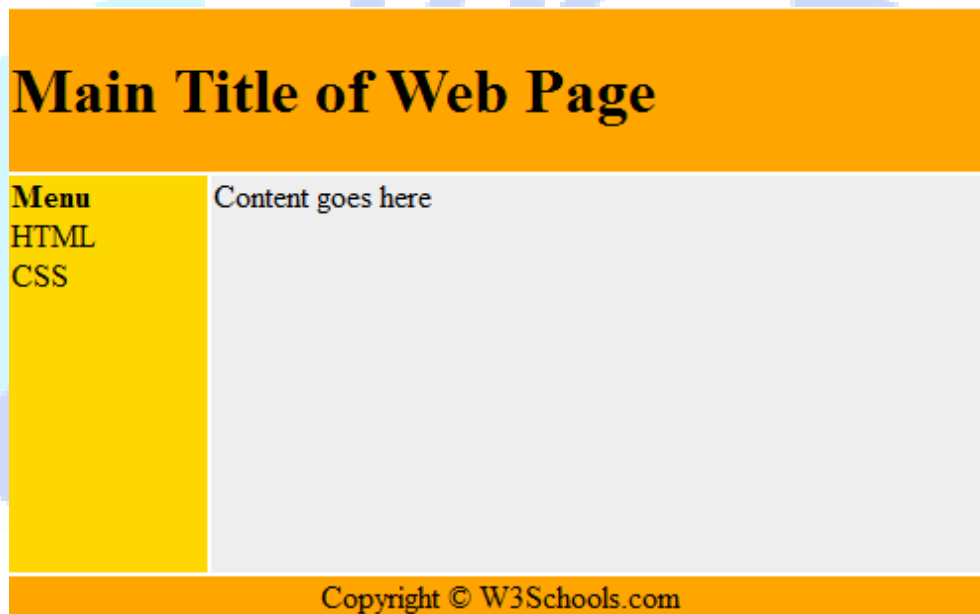 Main Title of Web Page
Menu
HTML
CSS
Content goes here
Copyright © W3Schools.com